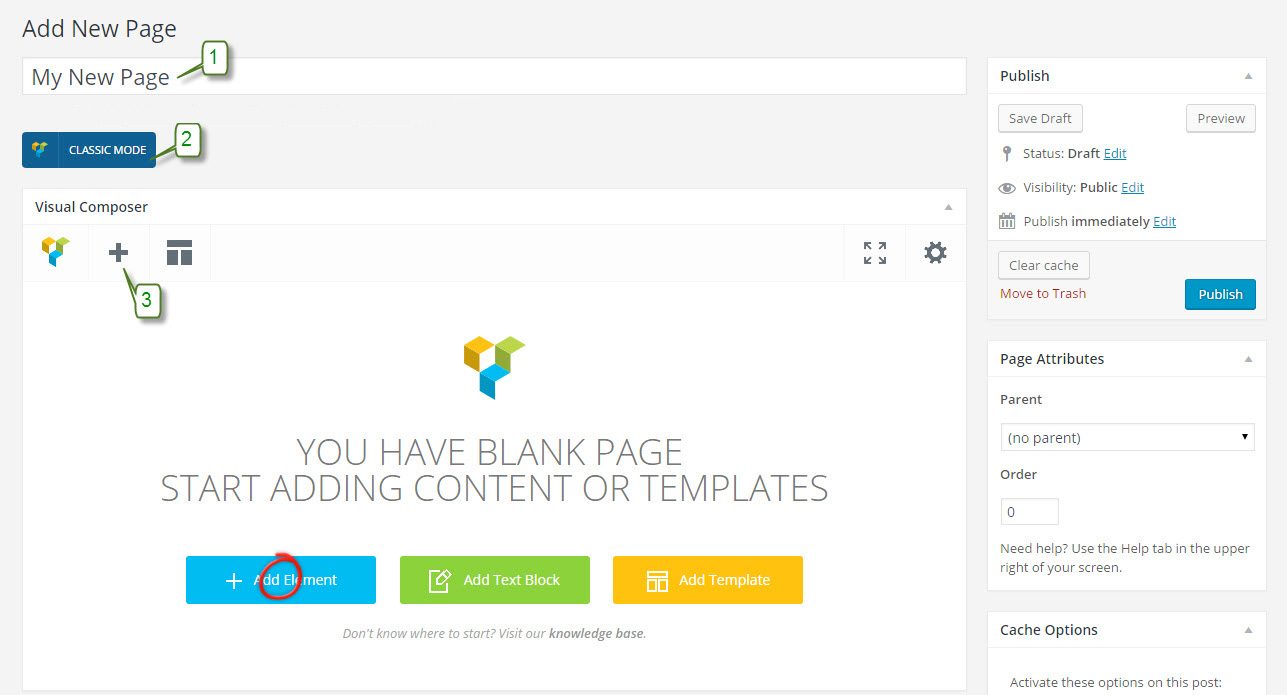 Add New Page
My New Page
1
CLASSIC MODE
2
Visual Composer
3
YOU HAVE BLANK PAGE
START ADDING CONTENT OR TEMPLATES
Add Element
Add Text Block
Add Template
Don't know where to start? Visit our knowledge base.
Publish
Save Draft
Preview
Status: Draft Edit
Visibility: Public Edit
Publish immediately Edit
Clear cache
Move to Trash
Publish
Page Attributes
Parent
(no parent)
Order
0
Need help? Use the Help tab in the upper
right of your screen.
Cache Options
Activate these options on this post: